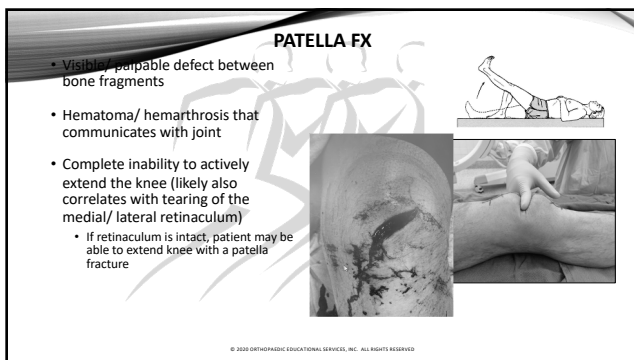 PATELLA FX
• Visible/ palpable defect between
bone fragments
• Hematoma/ hemarthrosis that
communicates with joint
• Complete inability to actively
extend the knee (likely also
correlates with tearing of the
medial/ lateral retinaculum)
• If retinaculum is intact, patient may be
able to extend knee with a patella
fracture
© 2020 ORTHOPAEDIC EDUCATIONAL SERVICES, INC. ALL RIGHTS RESERVED